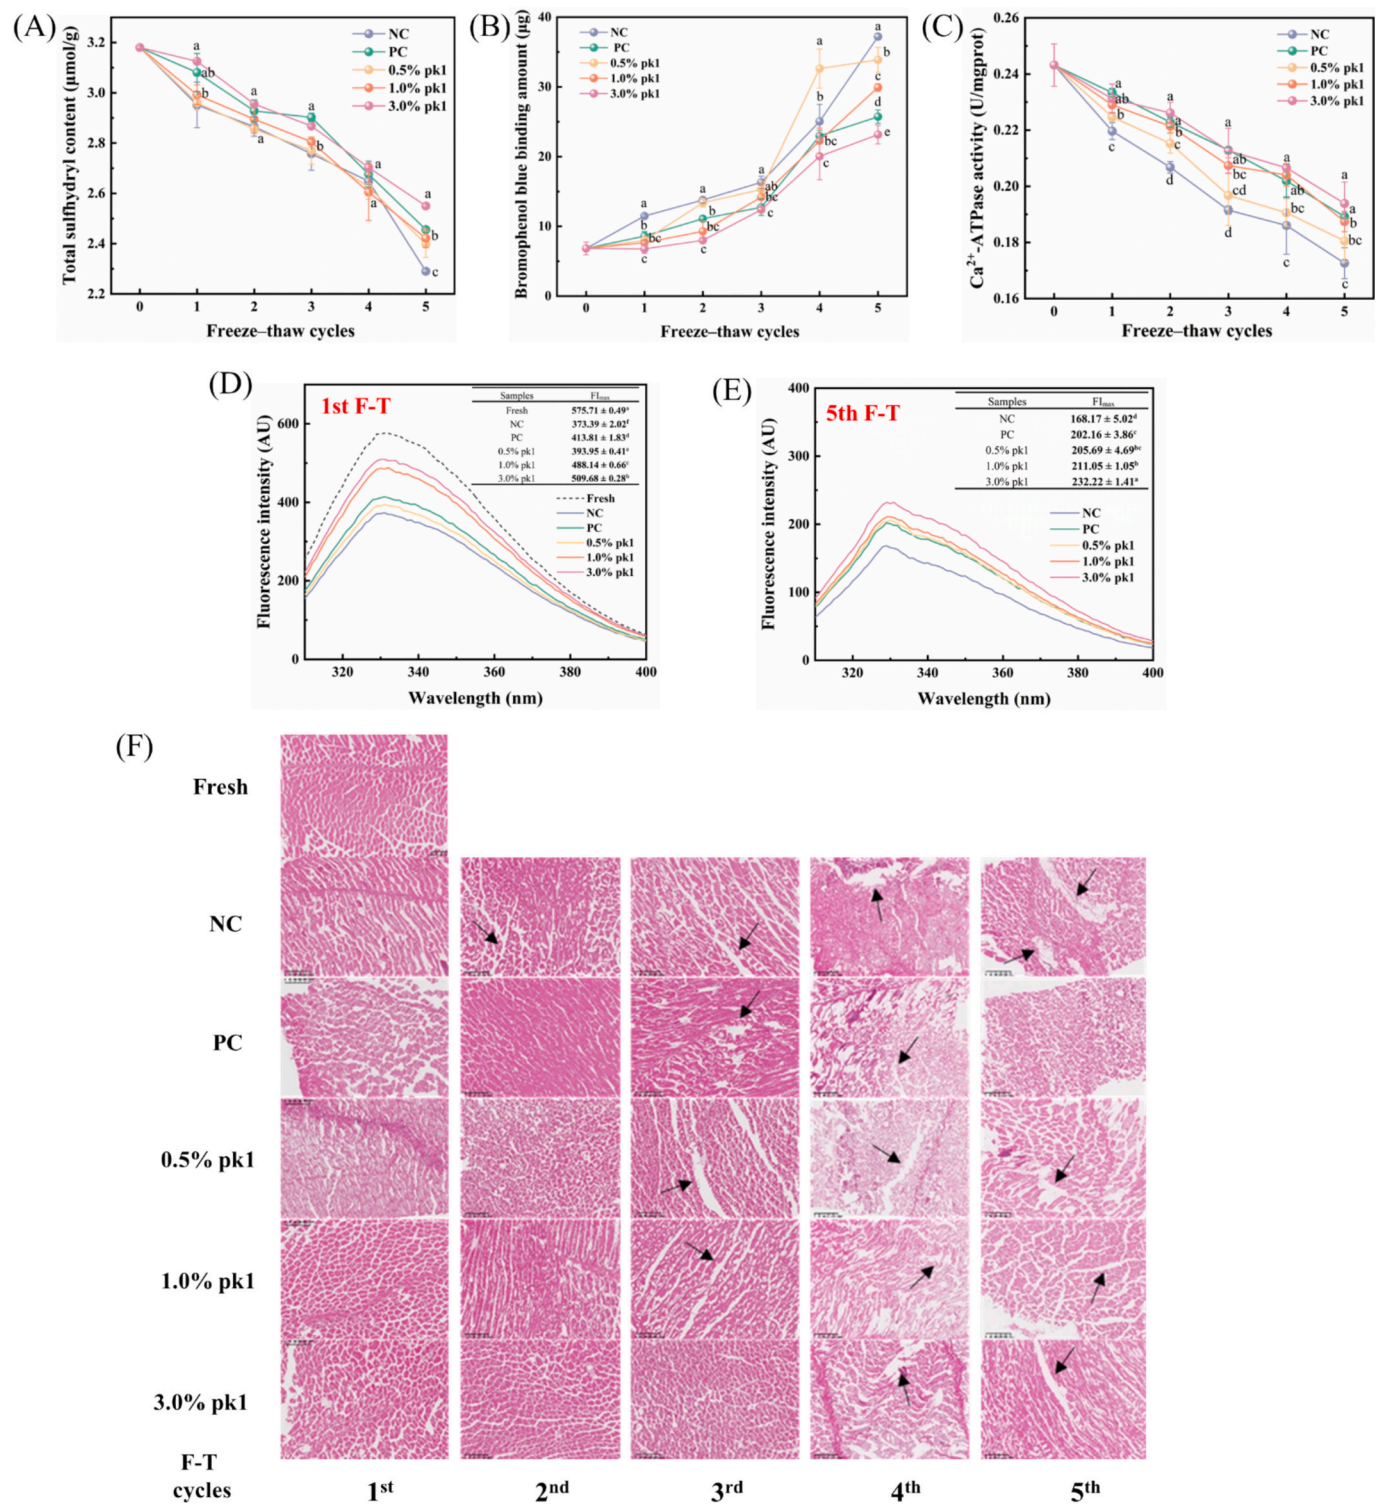 (A)
Total sulfhydryl content (μmol/g)
3.2
3.0
2.8
2.6
2.4
2.2
0 1 2 3 4 5
Freeze–thaw cycles
NC
PC
0.5% pk1
1.0% pk1
3.0% pk1
a
ab
b
a
a
a
b
a
a
a
b
c
(B)
Bromophenol blue binding amount (μg)
40
30
20
10
0
0 1 2 3 4 5
Freeze–thaw cycles
NC
PC
0.5% pk1
1.0% pk1
3.0% pk1
a
b
bc
c
a
b
bc
c
a
ab
bc
c
a
b
bc
c
a
b
c
d
e
(C)
Ca²⁺-ATPase activity (U/mgprot)
0.26
0.24
0.22
0.20
0.18
0.16
0 1 2 3 4 5
Freeze–thaw cycles
NC
PC
0.5% pk1
1.0% pk1
3.0% pk1
a
ab
b
c
a
a
b
c
d
a
ab
bc
cd
d
a
ab
bc
c
a
a
b
bc
c
(D)
1st F-T
Fluorescence intensity (AU)
600
400
200
0
320 340 360 380 400
Wavelength (nm)
Samples FImax
Fresh 575.71 ± 0.49ᵃ
NC 373.39 ± 2.02ᶠ
PC 413.81 ± 1.83ᵈ
0.5% pk1 393.95 ± 0.41ᵉ
1.0% pk1 488.14 ± 0.66ᶜ
3.0% pk1 509.68 ± 0.28ᵇ
Fresh
NC
PC
0.5% pk1
1.0% pk1
3.0% pk1
(E)
5th F-T
Fluorescence intensity (AU)
400
300
200
100
0
320 340 360 380 400
Wavelength (nm)
Samples FImax
NC 168.17 ± 5.02ᵈ
PC 202.16 ± 3.86ᶜ
0.5% pk1 205.69 ± 4.69ᵇᶜ
1.0% pk1 211.05 ± 1.05ᵇ
3.0% pk1 232.22 ± 1.41ᵃ
NC
PC
0.5% pk1
1.0% pk1
3.0% pk1
(F)
Fresh
NC
PC
0.5% pk1
1.0% pk1
3.0% pk1
F-T
cycles
1st 2nd 3rd 4th 5th